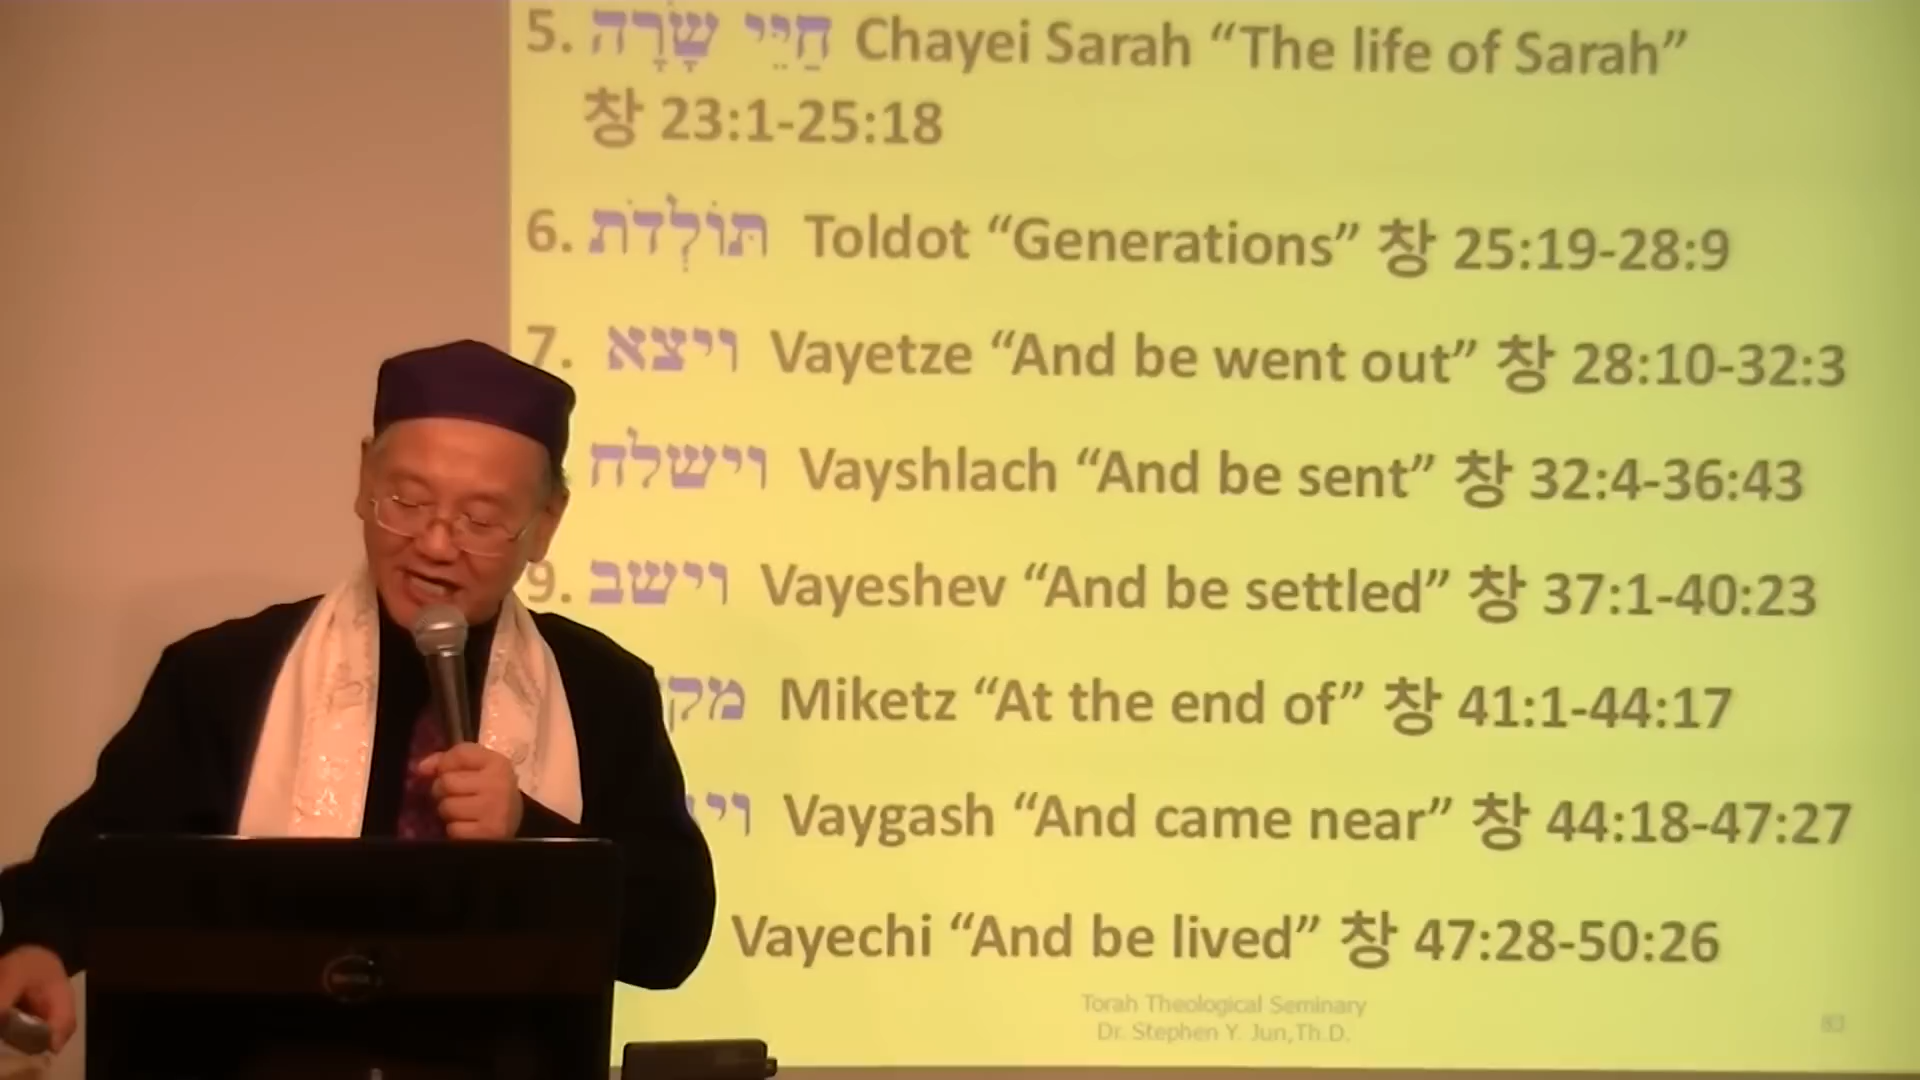 5. חַיֵּי שָׂרָה Chayei Sarah “The life of Sarah”
창 23:1-25:18
6. תּוֹלְדֹת Toldot “Generations” 창 25:19-28:9
7. ויצא Vayetze “And be went out” 창 28:10-32:3
וישלח Vayshlach “And be sent” 창 32:4-36:43
9. וישב Vayeshev “And be settled” 창 37:1-40:23
Miketz “At the end of” 창 41:1-44:17
Vaygash “And came near” 창 44:18-47:27
Vayechi “And be lived” 창 47:28-50:26
Torah Theological Seminary
Dr. Stephen Y. Jun,Th.D.
83